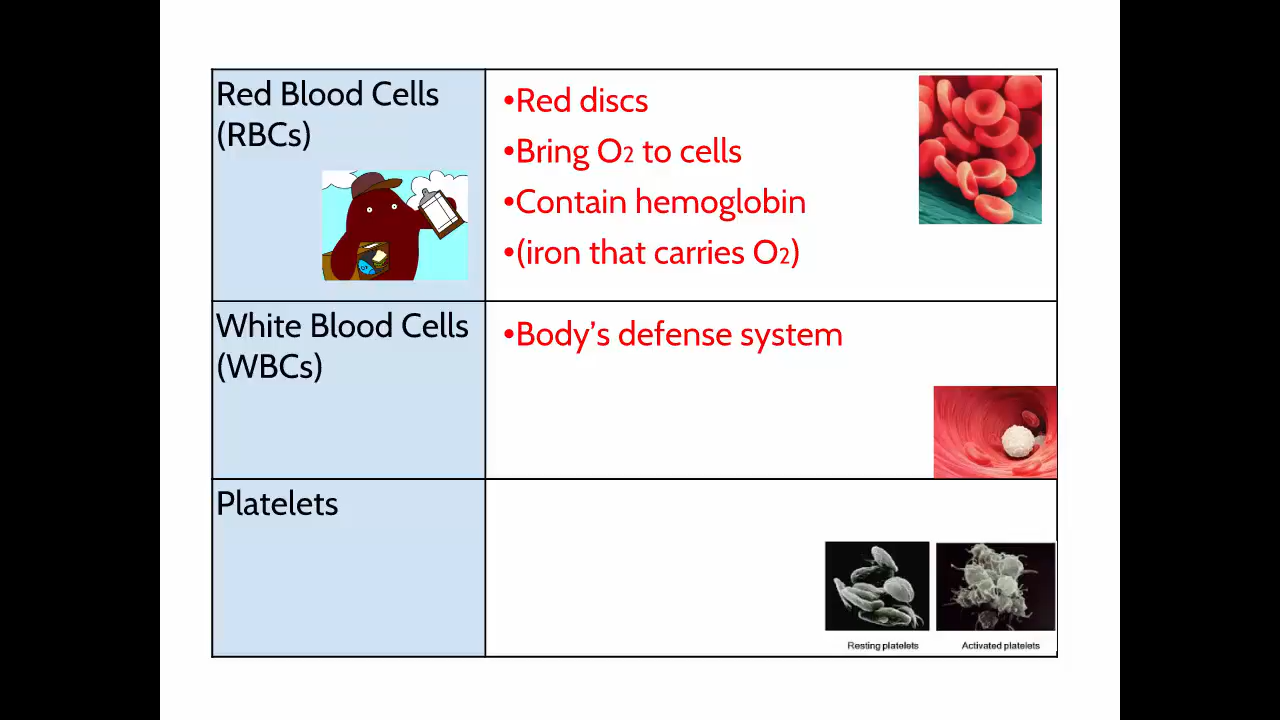 Red Blood Cells
(RBCs)
•Red discs
•Bring O2 to cells
•Contain hemoglobin
•(iron that carries O2)
White Blood Cells
(WBCs)
•Body’s defense system
Platelets
Resting platelets
Activated platelets